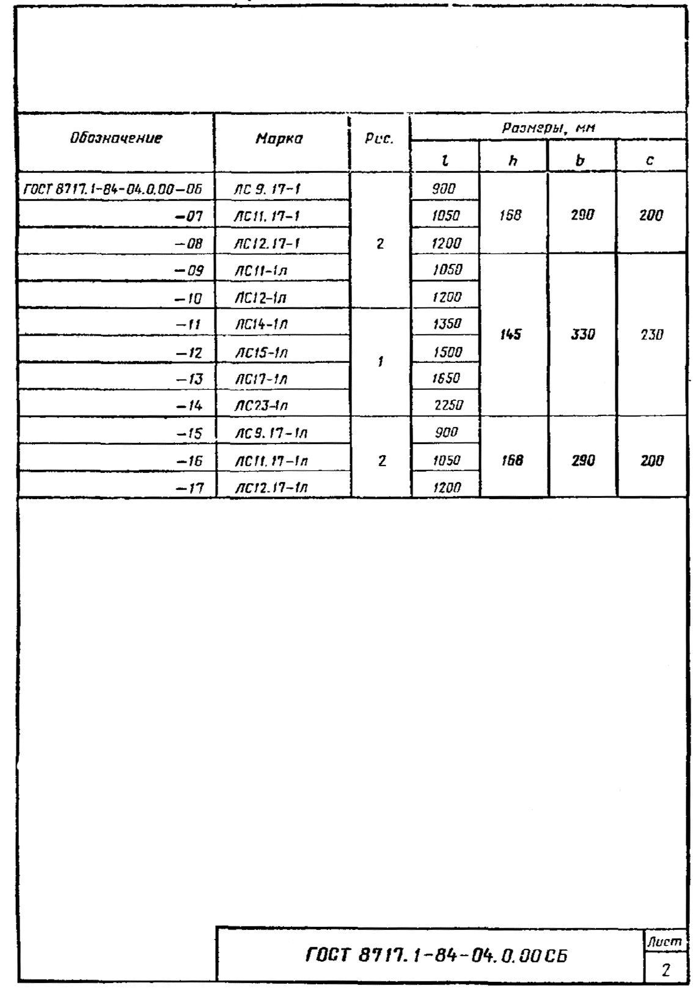 Обозначение Марка Рис. Размеры, мм
l h b c
ГОСТ 8717.1-84-04.0.00-06 ЛС 9.17-1 2 900 168 290 200
-07 ЛС11.17-1 1050
-08 ЛС12.17-1 1200
-09 ЛС11-1л 1050 145 330 230
-10 ЛС12-1л 1200
-11 ЛС14-1л 1 1350
-12 ЛС15-1л 1500
-13 ЛС17-1л 1650
-14 ЛС23-1л 2250
-15 ЛС9.17-1л 2 900 168 290 200
-16 ЛС11.17-1л 1050
-17 ЛС12.17-1л 1200
ГОСТ 8717.1-84-04.0.00СБ
Лист
2